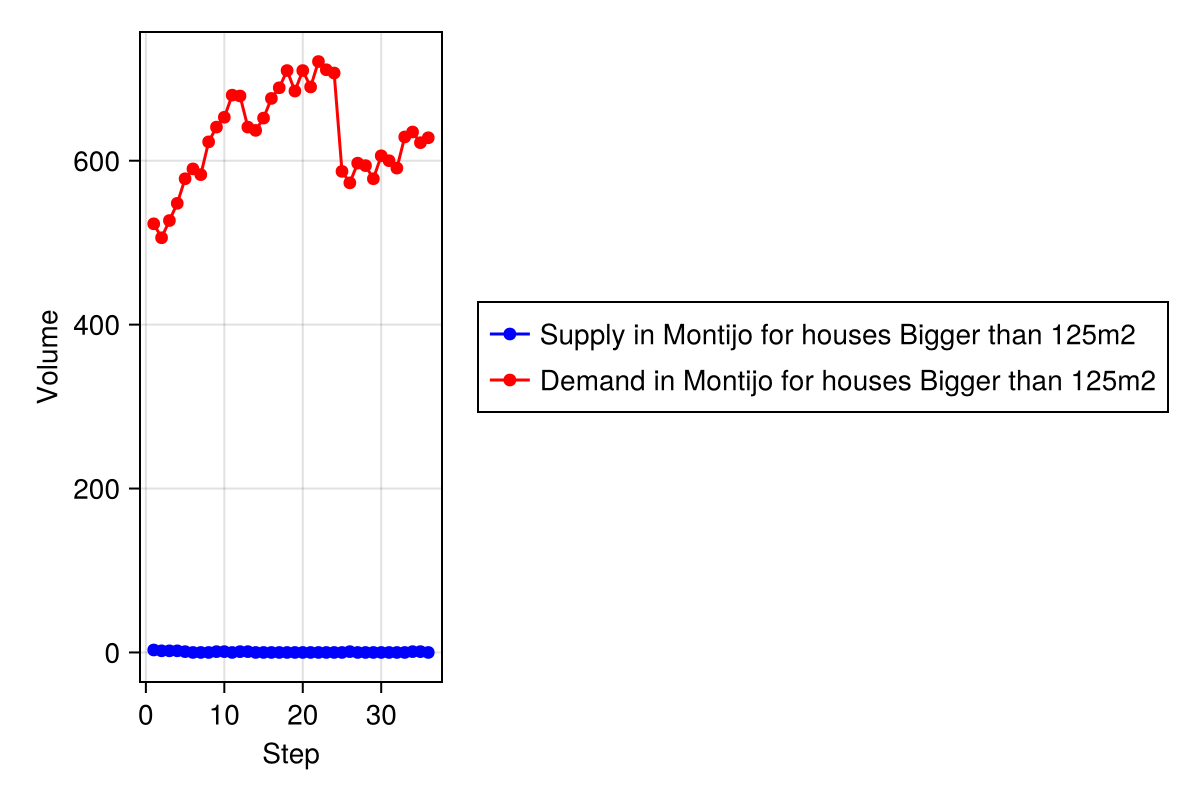 600
400
200
0
Volume
0 10 20 30
Step
Supply in Montijo for houses Bigger than 125m2
Demand in Montijo for houses Bigger than 125m2